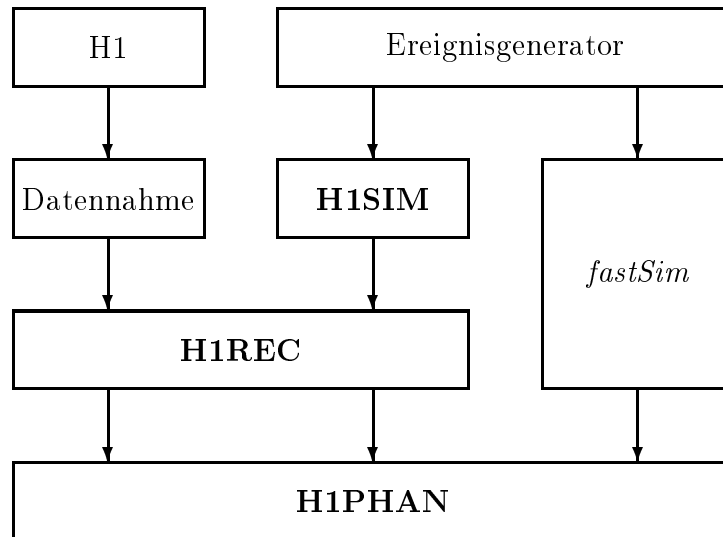 H1
Ereignisgenerator
Datennahme
H1SIM
fastSim
H1REC
H1PHAN